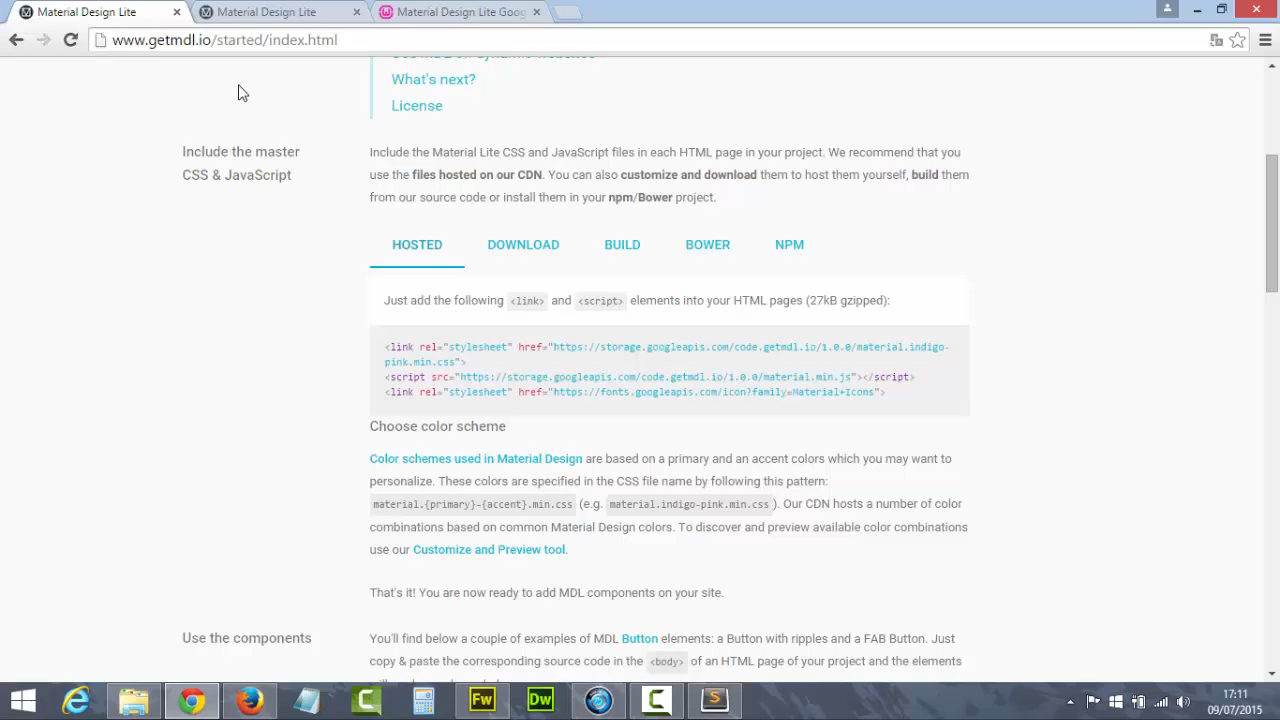 Material Design Lite
Material Design Lite
Material Design Lite Goog
www.getmdl.io/started/index.html
What's next?
License
Include the master
CSS & JavaScript
Include the Material Lite CSS and JavaScript files in each HTML page in your project. We recommend that you
use the files hosted on our CDN. You can also customize and download them to host them yourself, build them
from our source code or install them in your npm/Bower project.
HOSTED
DOWNLOAD
BUILD
BOWER
NPM
Just add the following <link> and <script> elements into your HTML pages (27kB gzipped):
<link rel="stylesheet" href="https://storage.googleapis.com/code.getmdl.io/1.0.0/material.indigo-
pink.min.css">
<script src="https://storage.googleapis.com/code.getmdl.io/1.0.0/material.min.js"></script>
<link rel="stylesheet" href="https://fonts.googleapis.com/icon?family=Material+Icons">
Choose color scheme
Color schemes used in Material Design are based on a primary and an accent colors which you may want to
personalize. These colors are specified in the CSS file name by following this pattern:
material.{primary}-{accent}.min.css (e.g. material.indigo-pink.min.css). Our CDN hosts a number of color
combinations based on common Material Design colors. To discover and preview available color combinations
use our Customize and Preview tool.
That's it! You are now ready to add MDL components on your site.
Use the components
You'll find below a couple of examples of MDL Button elements: a Button with ripples and a FAB Button. Just
copy & paste the corresponding source code in the <body> of an HTML page of your project and the elements
Fw
Dw
17:11
09/07/2015